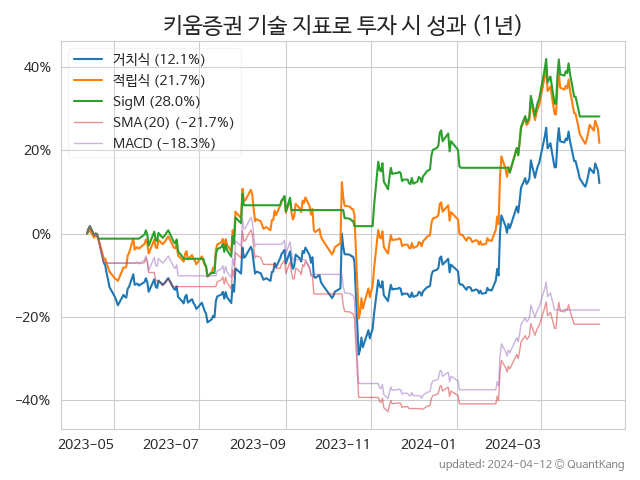 키움증권 기술 지표로 투자 시 성과 (1년)
거치식 (12.1%)
적립식 (21.7%)
SigM (28.0%)
SMA(20) (−21.7%)
MACD (−18.3%)
40%
20%
0%
−20%
−40%
2023-05 2023-07 2023-09 2023-11 2024-01 2024-03
updated: 2024-04-12 © QuantKang